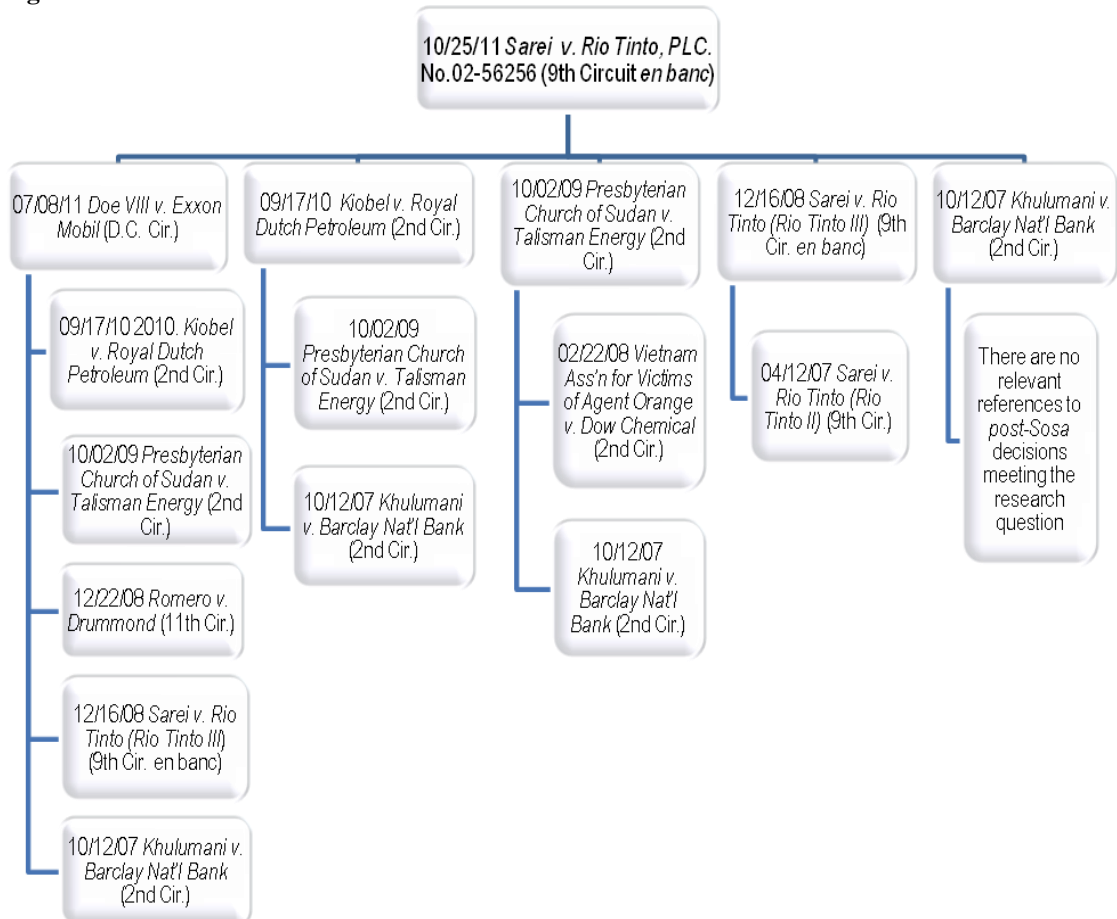 10/25/11 Sarei v. Rio Tinto, PLC.
No.02-56256 (9th Circuit en banc)
07/08/11 Doe VIII v. Exxon
Mobil (D.C. Cir.)
09/17/10 2010. Kiobel
v. Royal Dutch
Petroleum (2nd Cir.)
10/02/09 Presbyterian
Church of Sudan v.
Talisman Energy (2nd
Cir.)
12/22/08 Romero v.
Drummond (11th Cir.)
12/16/08 Sarei v. Rio
Tinto (Rio Tinto III)
(9th Cir. en banc)
10/12/07 Khulumani v.
Barclay Nat'l Bank
(2nd Cir.)
09/17/10 Kiobel v. Royal
Dutch Petroleum (2nd Cir.)
10/02/09
Presbyterian Church
of Sudan v. Talisman
Energy (2nd Cir.)
10/12/07 Khulumani
v. Barclay Nat'l Bank
(2nd Cir.)
10/02/09 Presbyterian
Church of Sudan v.
Talisman Energy (2nd
Cir.)
02/22/08 Vietnam
Ass'n for Victims
of Agent Orange
v. Dow Chemical
(2nd Cir.)
10/12/07
Khulumani v.
Barclay Nat'l
Bank (2nd Cir.)
12/16/08 Sarei v. Rio
Tinto (Rio Tinto III) (9th
Cir. en banc)
04/12/07 Sarei v.
Rio Tinto (Rio
Tinto II) (9th Cir.)
10/12/07 Khulumani v.
Barclay Nat'l Bank
(2nd Cir.)
There are no
relevant
references to
post-Sosa
decisions
meeting the
research
question